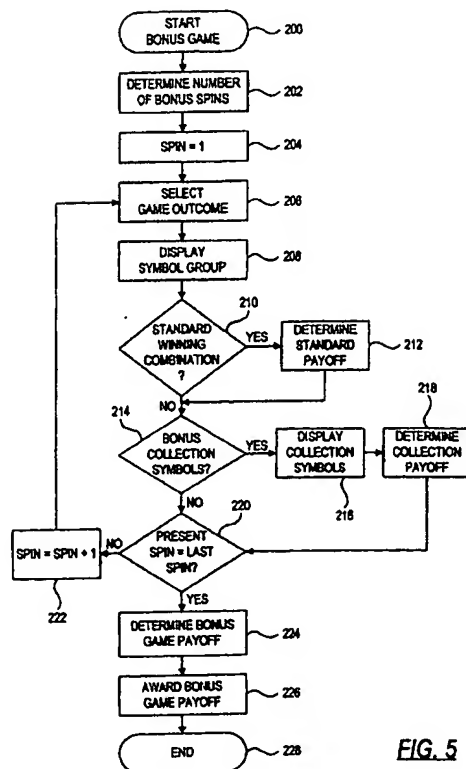 START
BONUS GAME
200
DETERMINE NUMBER
OF BONUS SPINS
202
SPIN = 1
204
SELECT
GAME OUTCOME
206
DISPLAY
SYMBOL GROUP
208
210
STANDARD
WINNING
COMBINATION
?
YES
DETERMINE
STANDARD
PAYOFF
212
NO
214
BONUS
COLLECTION
SYMBOLS?
YES
DISPLAY
COLLECTION
SYMBOLS
216
218
DETERMINE
COLLECTION
PAYOFF
NO
220
PRESENT
SPIN = LAST
SPIN?
NO
SPIN = SPIN + 1
222
YES
DETERMINE BONUS
GAME PAYOFF
224
AWARD BONUS
GAME PAYOFF
226
END
228
FIG. 5